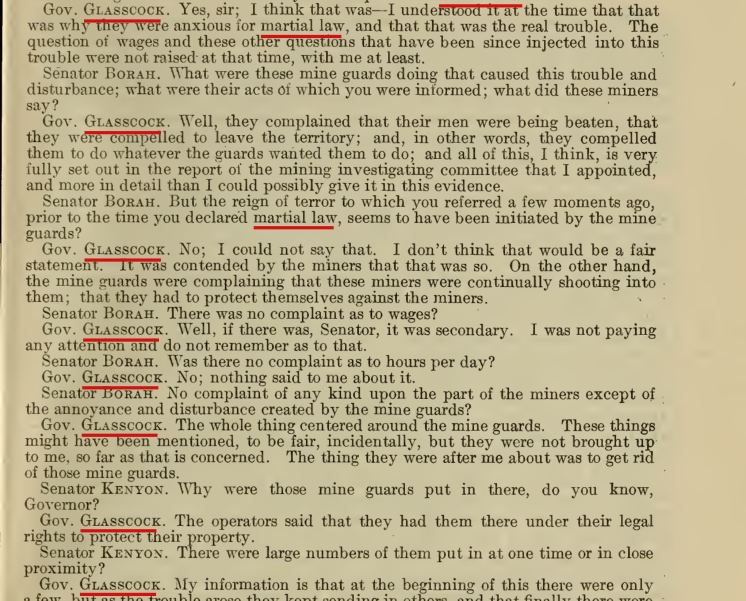 Gov. GLASSCOCK. Yes, sir; I think that was—I understood it at the time that that
was why they were anxious for martial law, and that that was the real trouble. The
question of wages and these other questions that have been since injected into this
trouble were not raised at that time, with me at least.
Senator BORAH. What were these mine guards doing that caused this trouble and
disturbance; what were their acts of which you were informed; what did these miners
say?
Gov. GLASSCOCK. Well, they complained that their men were being beaten, that
they were compelled to leave the territory; and, in other words, they compelled
them to do whatever the guards wanted them to do; and all of this, I think, is very
fully set out in the report of the mining investigating committee that I appointed,
and more in detail than I could possibly give it in this evidence.
Senator BORAH. But the reign of terror to which you referred a few moments ago,
prior to the time you declared martial law, seems to have been initiated by the mine
guards?
Gov. GLASSCOCK. No; I could not say that. I don't think that would be a fair
statement. It was contended by the miners that that was so. On the other hand,
the mine guards were complaining that these miners were continually shooting into
them; that they had to protect themselves against the miners.
Senator BORAH. There was no complaint as to wages?
Gov. GLASSCOCK. Well, if there was, Senator, it was secondary. I was not paying
any attention and do not remember as to that.
Senator BORAH. Was there no complaint as to hours per day?
Gov. GLASSCOCK. No; nothing said to me about it.
Senator BORAH. No complaint of any kind upon the part of the miners except of
the annoyance and disturbance created by the mine guards?
Gov. GLASSCOCK. The whole thing centered around the mine guards. These things
might have been mentioned, to be fair, incidentally, but they were not brought up
to me, so far as that is concerned. The thing they were after me about was to get rid
of those mine guards.
Senator KENYON. Why were those mine guards put in there, do you know,
Governor?
Gov. GLASSCOCK. The operators said that they had them there under their legal
rights to protect their property.
Senator KENYON. There were large numbers of them put in at one time or in close
proximity?
Gov. GLASSCOCK. My information is that at the beginning of this there were only
a few, but as the trouble arose they kept sending in others, and that finally there were